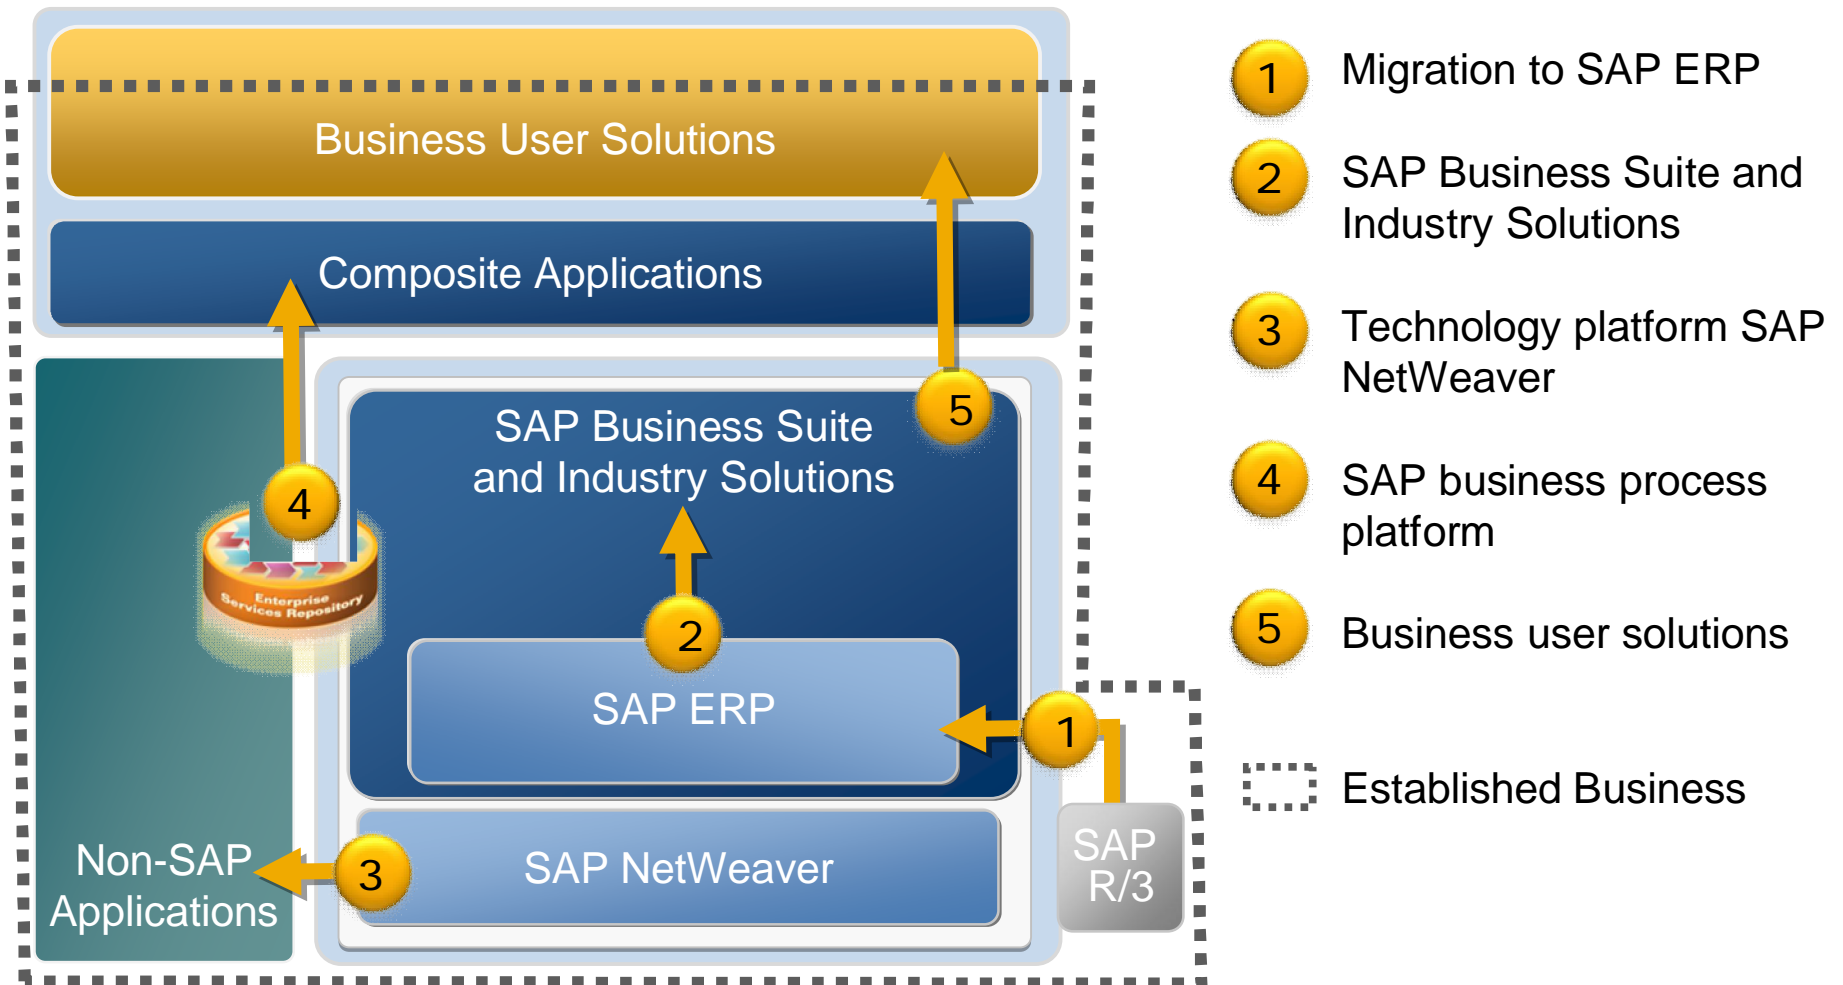 Business User Solutions
Composite Applications
SAP Business Suite
and Industry Solutions
5
4
Enterprise
Services Repository
2
SAP ERP
1
Non-SAP
Applications
3
SAP NetWeaver
SAP
R/3
1 Migration to SAP ERP
2 SAP Business Suite and
Industry Solutions
3 Technology platform SAP
NetWeaver
4 SAP business process
platform
5 Business user solutions
Established Business